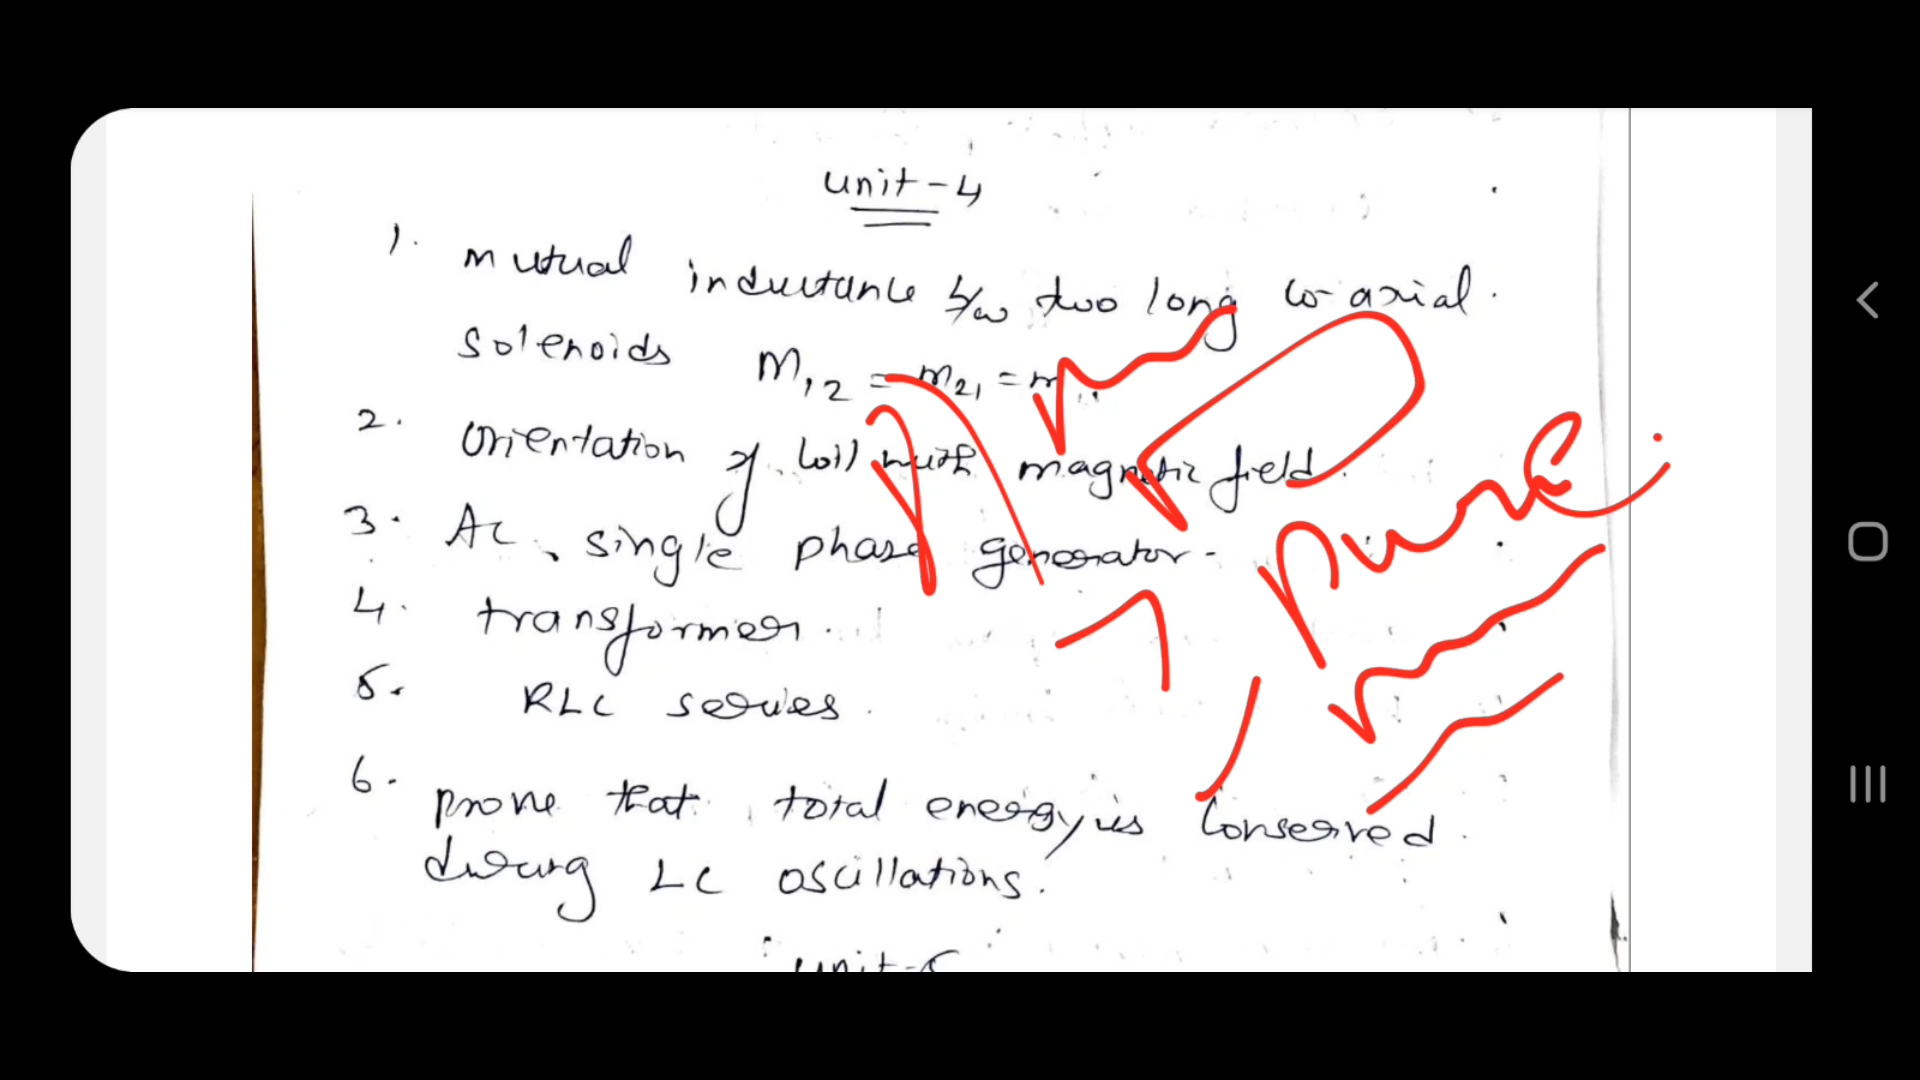 unit-4
1. mutual inductance b/w two long co-axial.
solenoids M12 = M21 = M
2. Orientation of coil with magnetic field.
3. AC single phase generator.
4. transformer.
5. RLC series.
6. prove that total energy is conserved.
during LC oscillations.
unit-5
pure